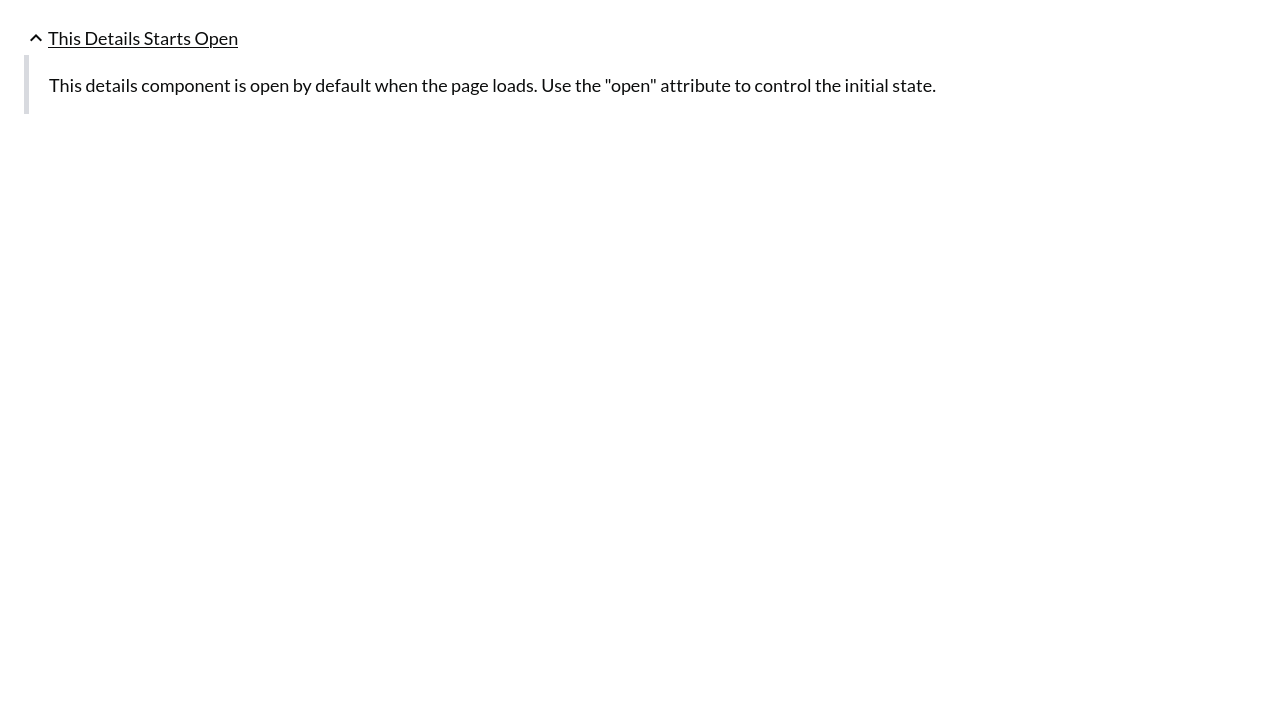 This Details Starts Open
This details component is open by default when the page loads. Use the "open" attribute to control the initial state.